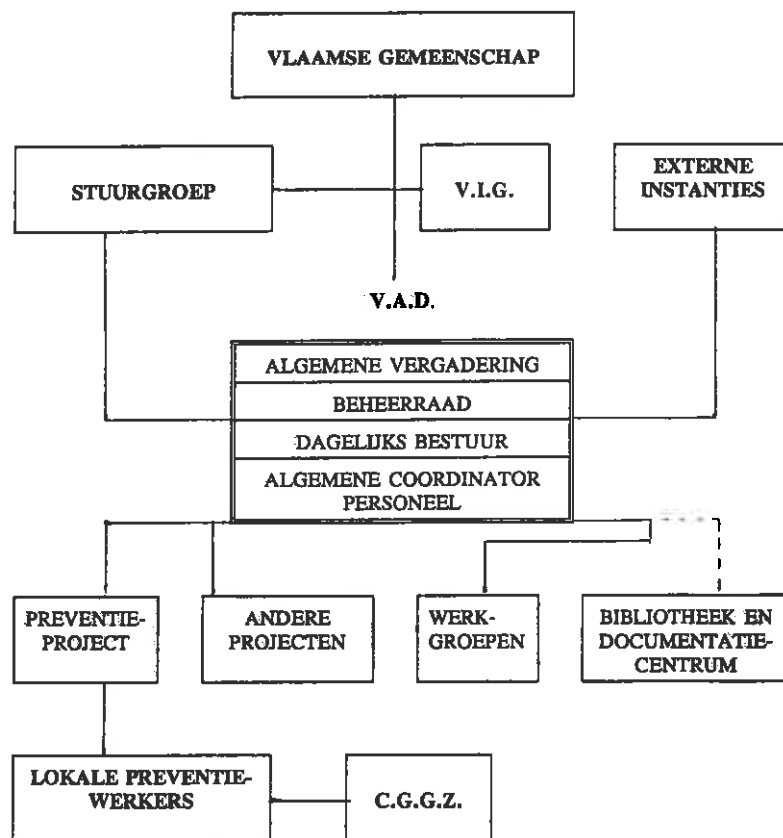 VLAAMSE GEMEENSCHAP
STUURGROEP
V.I.G.
EXTERNE
INSTANTIES
V.A.D.
ALGEMENE VERGADERING
BEHEERRAAD
DAGELIJKS BESTUUR
ALGEMENE COORDINATOR
PERSONEEL
PREVENTIE-
PROJECT
ANDERE
PROJECTEN
WERK-
GROEPEN
BIBLIOTHEEK EN
DOCUMENTATIE-
CENTRUM
LOKALE PREVENTIE-
WERKERS
C.G.G.Z.